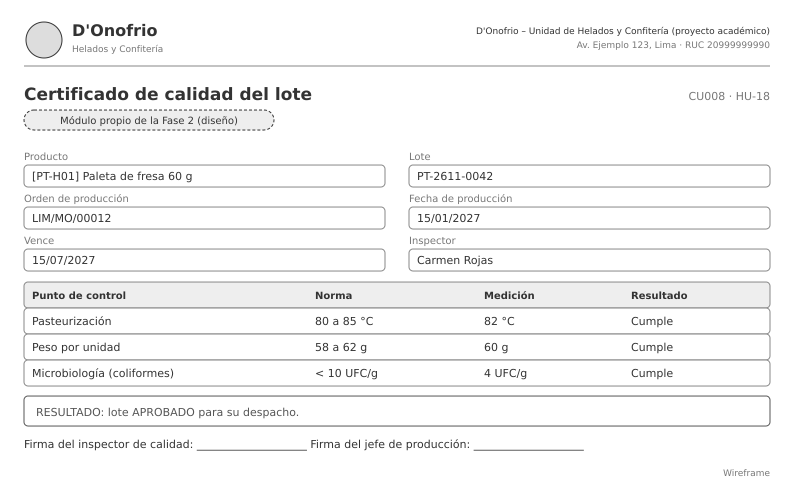 D'Onofrio
Helados y Confitería
D'Onofrio – Unidad de Helados y Confitería (proyecto académico)
Av. Ejemplo 123, Lima · RUC 20999999990
Certificado de calidad del lote
CU008 · HU-18
Módulo propio de la Fase 2 (diseño)
Producto
[PT-H01] Paleta de fresa 60 g
Lote
PT-2611-0042
Orden de producción
LIM/MO/00012
Fecha de producción
15/01/2027
Vence
15/07/2027
Inspector
Carmen Rojas
Punto de control Norma Medición Resultado
Pasteurización 80 a 85 °C 82 °C Cumple
Peso por unidad 58 a 62 g 60 g Cumple
Microbiología (coliformes) < 10 UFC/g 4 UFC/g Cumple
RESULTADO: lote APROBADO para su despacho.
Firma del inspector de calidad: ____________________ Firma del jefe de producción: ____________________
Wireframe